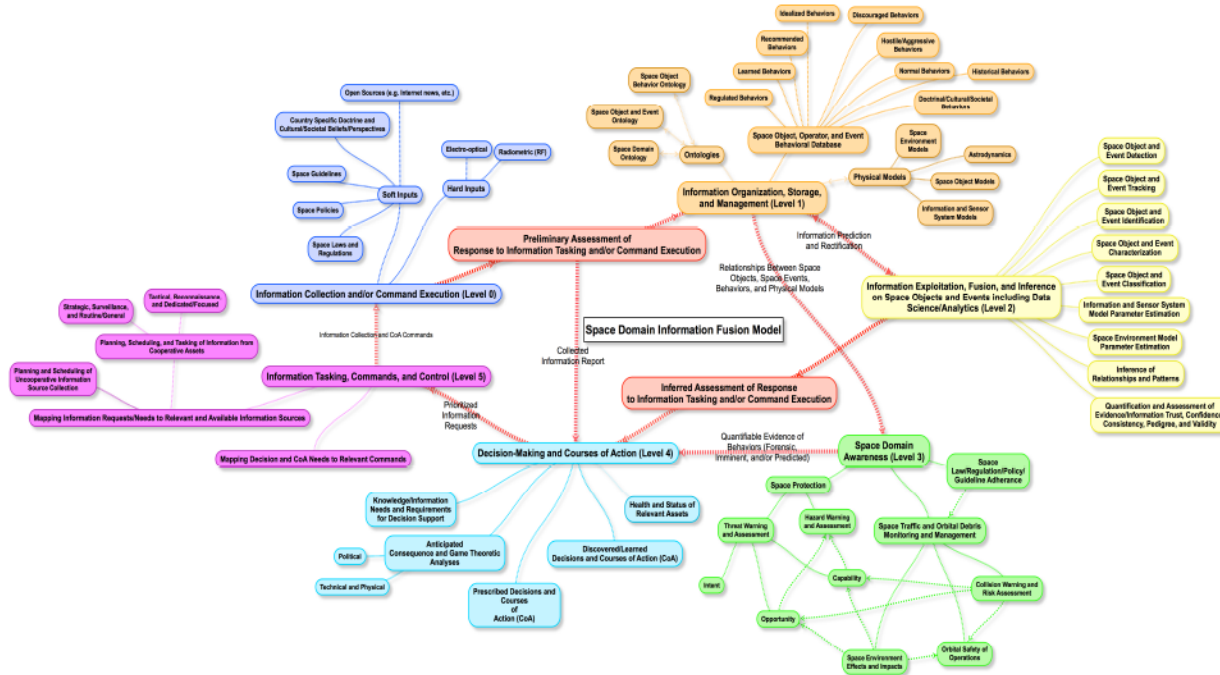 Idealized Behaviors
Discouraged Behaviors
Recommended
Behaviors
Hostile/Aggressive
Behaviors
Learned Behaviors
Normal Behaviors
Historical Behaviors
Regulated Behaviors
Doctrinal/Cultural/Societal
Behaviors
Space Object, Operator, and Event
Behavioral Database
Space Object
Behavior Ontology
Space Object and Event
Ontology
Space Domain
Ontology
Ontologies
Space
Environment
Models
Astrodynamics
Physical Models
Space Object Models
Information and Sensor
System Models
Information Organization, Storage,
and Management (Level 1)
Open Sources (e.g. Internet news, etc.)
Country Specific Doctrine and
Cultural/Societal Beliefs/Perspectives
Space Guidelines
Space Policies
Space Laws and
Regulations
Soft Inputs
Electro-optical
Radiometric (RF)
Hard Inputs
Preliminary Assessment of
Response to Information Tasking and/or Command Execution
Information Collection and/or Command Execution (Level 0)
Information Prediction
and Rectification
Relationships Between Space
Objects, Space Events,
Behaviors, and Physical Models
Space Object and
Event Detection
Space Object and
Event Tracking
Space Object and
Event Identification
Space Object and Event
Characterization
Space Object and
Event Classification
Information and Sensor System
Model Parameter Estimation
Space Environment Model
Parameter Estimation
Inference of
Relationships and Patterns
Quantification and Assessment of
Evidence/Information Trust, Confidence,
Consistency, Pedigree, and Validity
Information Exploitation, Fusion, and Inference
on Space Objects and Events including Data
Science/Analytics (Level 2)
Space Domain Information Fusion Model
Information Collection and CoA Commands
Collected
Information Report
Strategic, Surveillance,
and Routine/General
Tactical, Reconnaissance,
and Dedicated/Focused
Planning, Scheduling, and Tasking of Information from
Cooperative Assets
Planning and Scheduling of
Uncooperative Information
Source Collection
Information Tasking, Commands, and Control (Level 5)
Mapping Information Requests/Needs to Relevant and Available Information Sources
Mapping Decision and CoA Needs to Relevant Commands
Prioritized
Information
Requests
Inferred Assessment of Response
to Information Tasking and/or Command Execution
Decision-Making and Courses of Action (Level 4)
Quantifiable Evidence of
Behaviors (Forensic,
Imminent, and/or Predicted)
Space Domain
Awareness (Level 3)
Knowledge/Information
Needs and Requirements
for Decision Support
Health and Status of
Relevant Assets
Anticipated
Consequence and Game Theoretic
Analyses
Political
Technical and Physical
Discovered/Learned
Decisions and Courses of Action (CoA)
Prescribed Decisions and
Courses
of
Action (CoA)
Space
Law/Regulation/Policy/
Guideline Adherance
Space Protection
Threat Warning
and Assessment
Hazard Warning
and Assessment
Space Traffic and Orbital Debris
Monitoring and Management
Intent
Capability
Collision Warning and
Risk Assessment
Opportunity
Space Environment
Effects and Impacts
Orbital Safety of
Operations